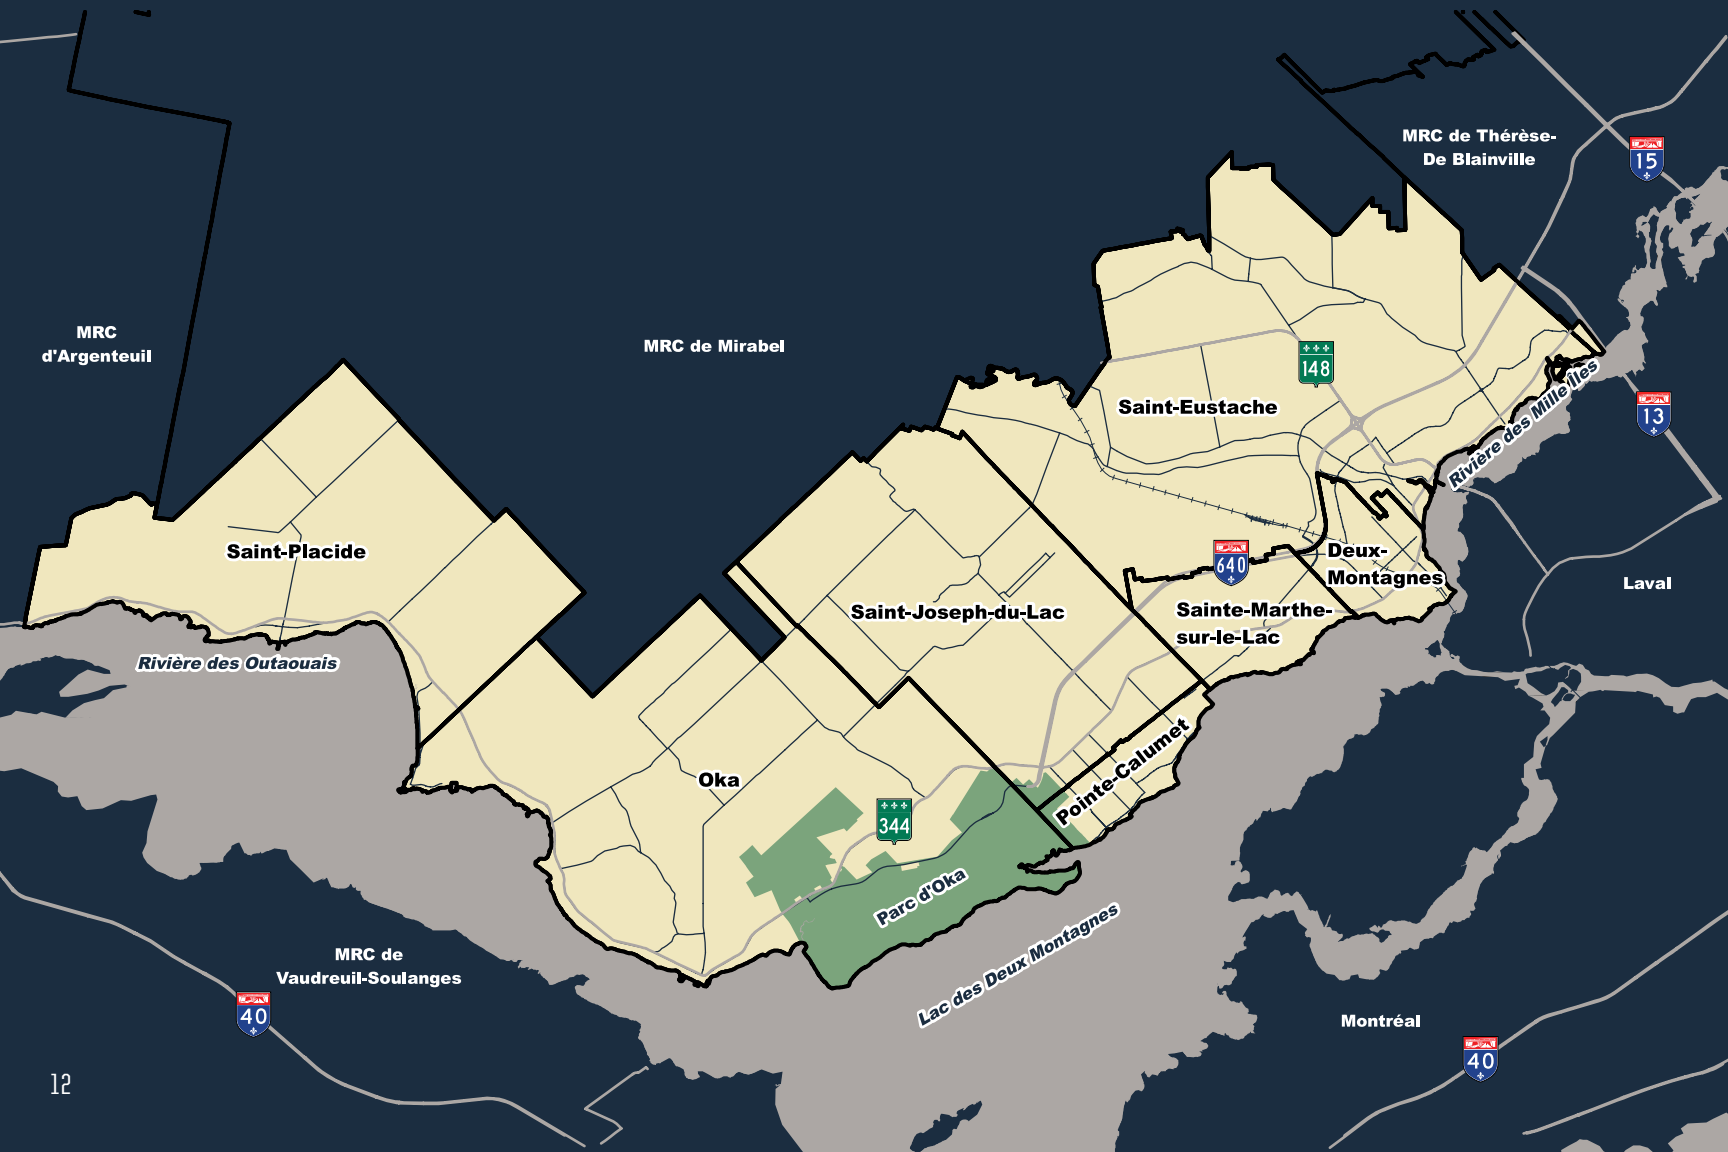 MRC de Thérèse-
De Blainville
15
MRC
d'Argenteuil
MRC de Mirabel
148
Saint-Eustache
13
Rivière des Mille Îles
Saint-Placide
640
Deux-
Montagnes
Laval
Saint-Joseph-du-Lac
Sainte-Marthe-
sur-le-Lac
Rivière des Outaouais
Oka
Pointe-Calumet
344
Parc d'Oka
Lac des Deux Montagnes
MRC de
Vaudreuil-Soulanges
40
Montréal
40
12